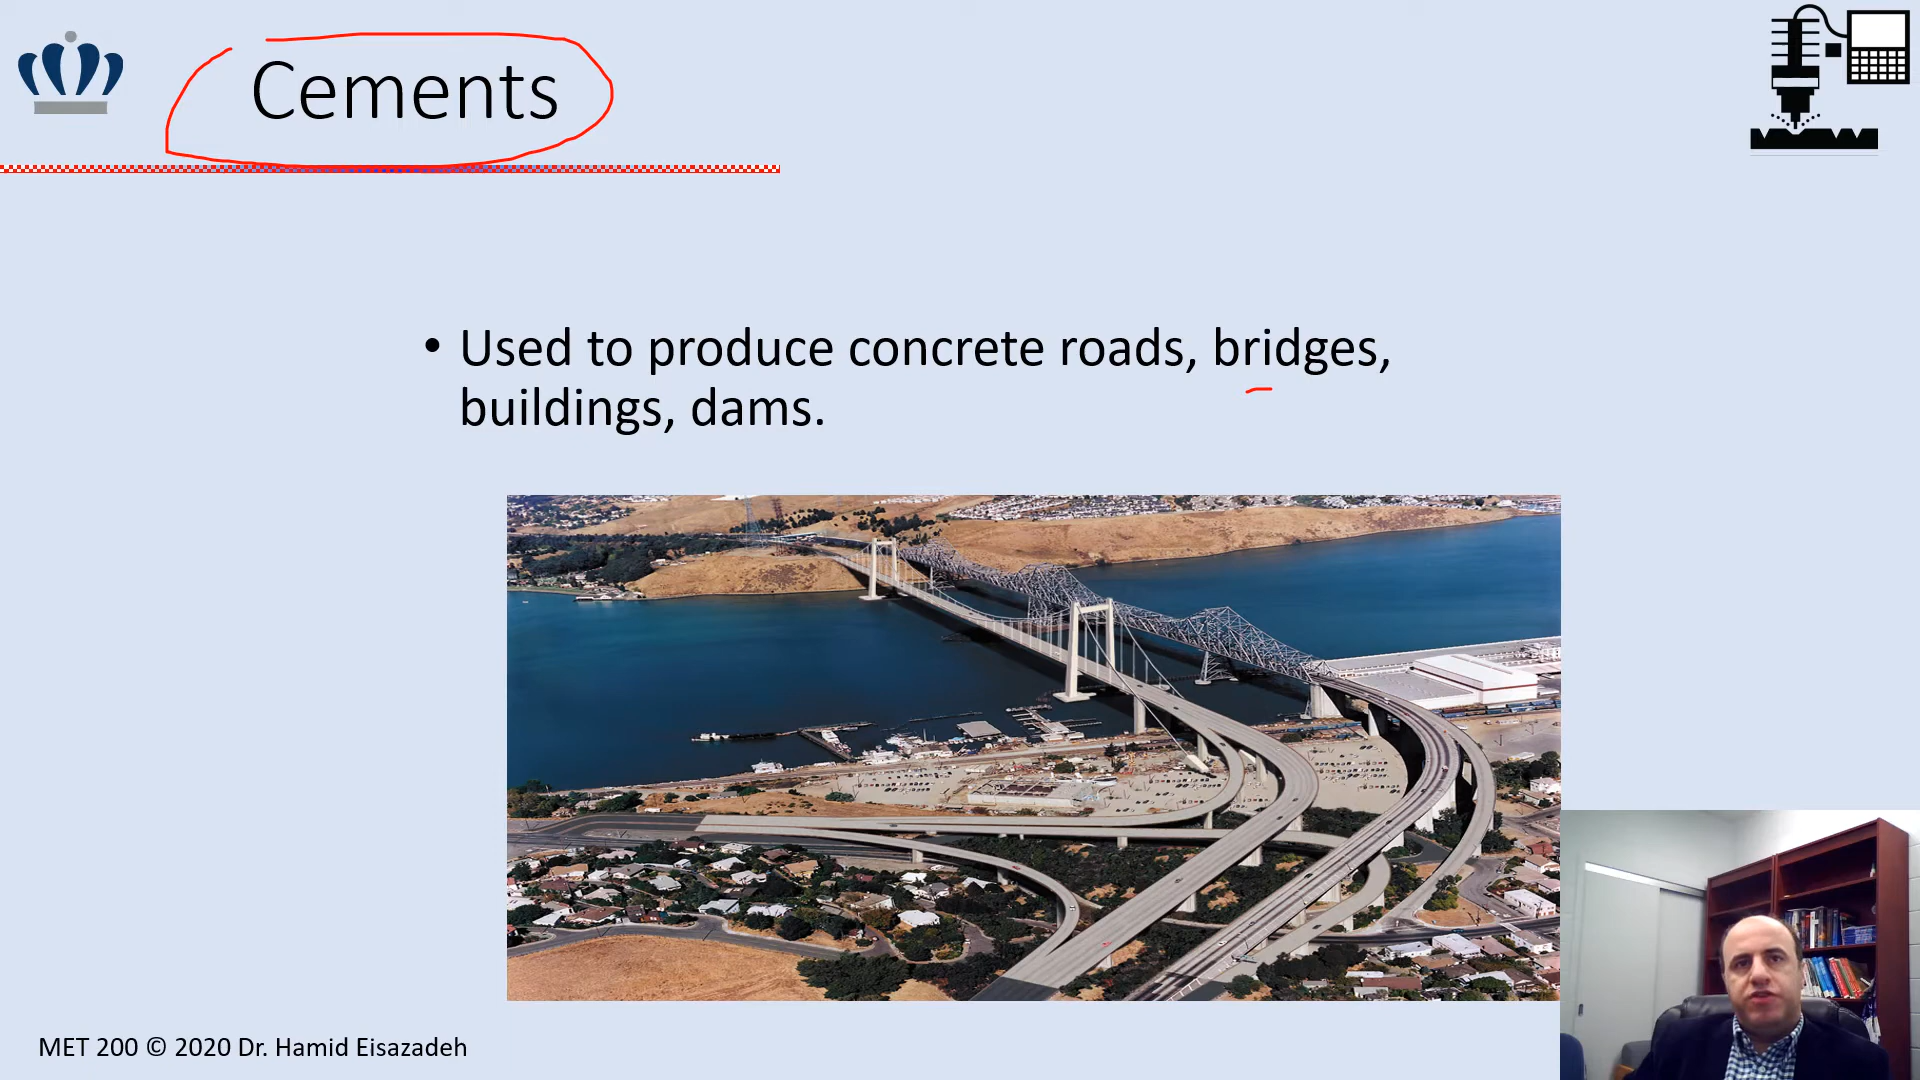 Cements
• Used to produce concrete roads, bridges,
buildings, dams.
MET 200 © 2020 Dr. Hamid Eisazadeh